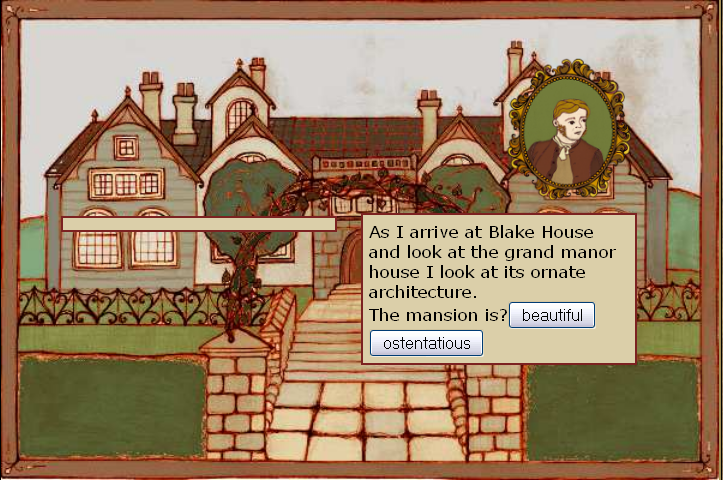 As I arrive at Blake House
and look at the grand manor
house I look at its ornate
architecture.
The mansion is? beautiful
ostentatious